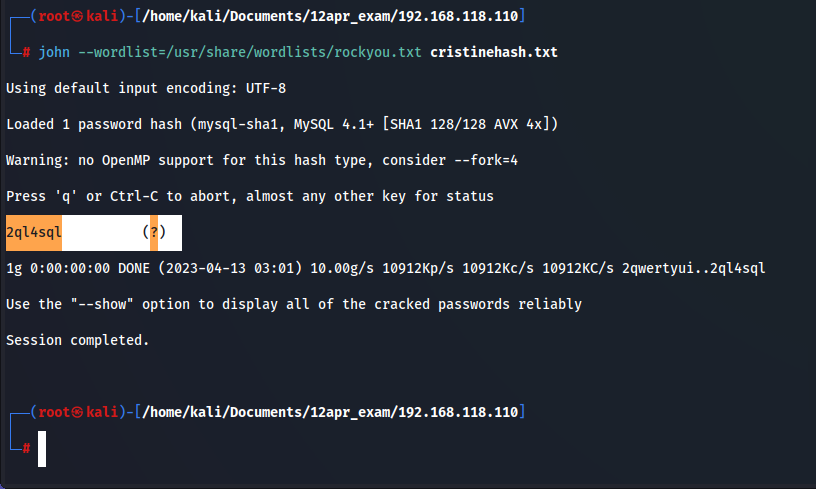 (root㉿kali)-[/home/kali/Documents/12apr_exam/192.168.118.110]
# john --wordlist=/usr/share/wordlists/rockyou.txt cristinehash.txt
Using default input encoding: UTF-8
Loaded 1 password hash (mysql-sha1, MySQL 4.1+ [SHA1 128/128 AVX 4x])
Warning: no OpenMP support for this hash type, consider --fork=4
Press 'q' or Ctrl-C to abort, almost any other key for status
2ql4sql          (?)
1g 0:00:00:00 DONE (2023-04-13 03:01) 10.00g/s 10912Kp/s 10912Kc/s 10912KC/s 2qwertyui..2ql4sql
Use the "--show" option to display all of the cracked passwords reliably
Session completed.
(root㉿kali)-[/home/kali/Documents/12apr_exam/192.168.118.110]
#